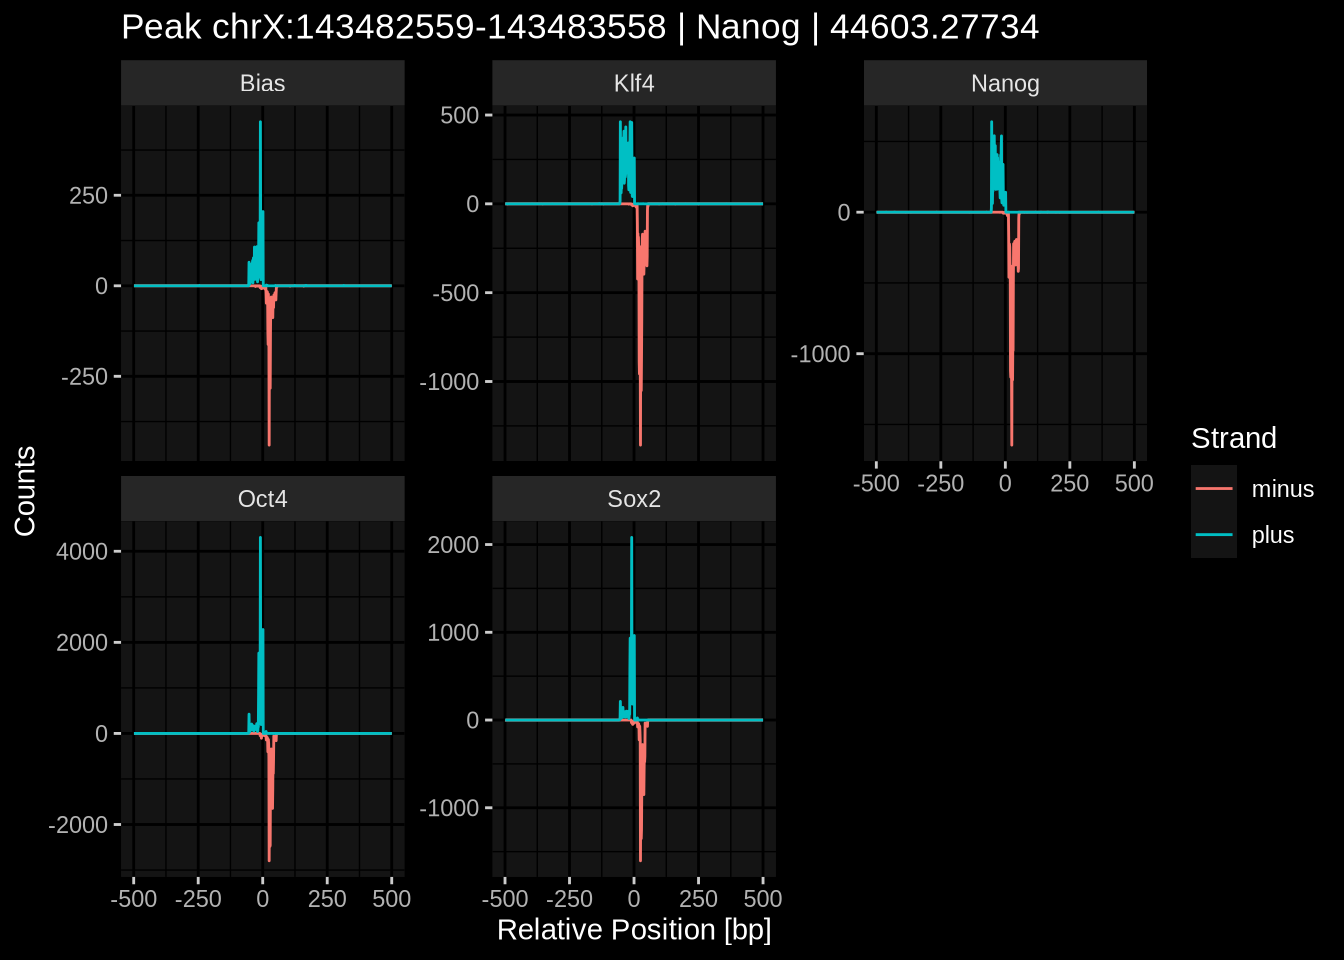 Peak chrX:143482559-143483558 | Nanog | 44603.27734
Bias
Klf4
Nanog
250
0
-250
500
0
-500
-1000
0
-1000
-500 -250 0 250 500
Counts
Oct4
Sox2
4000
2000
0
-2000
2000
1000
0
-1000
-500 -250 0 250 500
-500 -250 0 250 500
Relative Position [bp]
Strand
minus
plus